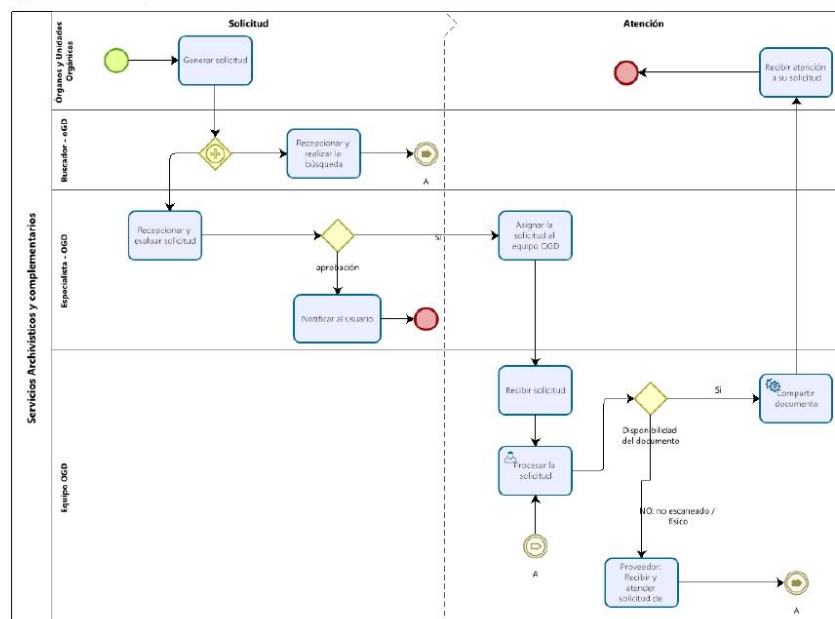 Solicitud
Atención
Servicios Archivísticos y complementarios
Órganos y Unidades
Orgánicas
Generar solicitud
Recibir atención
a su solicitud
Buscador - oGD
Recepcionar y
realizar la
búsqueda
A
Especialista - OGD
Recepcionar y
evaluar solicitud
aprobación
Si
Asignar la
solicitud al
equipo OGD
Notificar al usuario
Equipo OGD
Recibir solicitud
Si
Compartir
documento
Disponibilidad
del documento
Procesar la
solicitud
NO: no escaneado /
físico
A
Proveedor:
Recibir y
atender
solicitud de
A